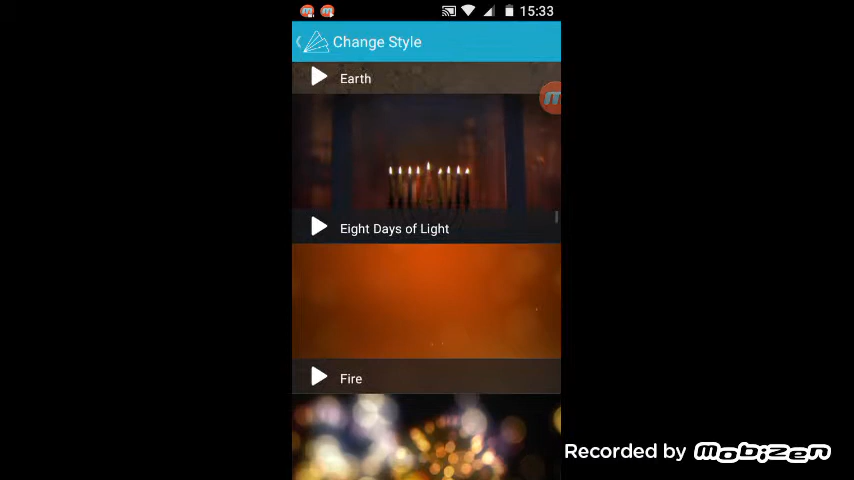 15:33
Change Style
Earth
Eight Days of Light
Fire
Recorded by mobizen